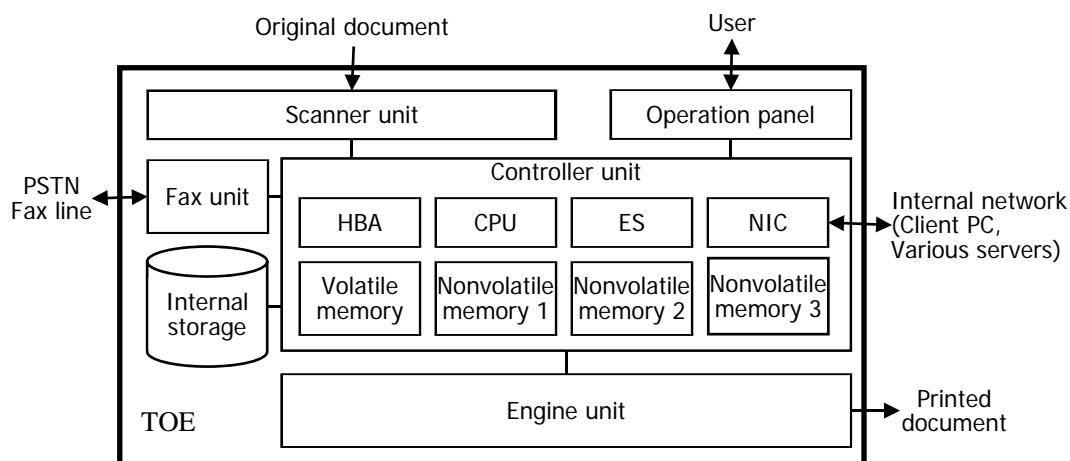 Original document
User
Scanner unit
Operation panel
PSTN
Fax line
Fax unit
Controller unit
HBA
CPU
ES
NIC
Internal network
(Client PC,
Various servers)
Internal
storage
Volatile
memory
Nonvolatile
memory 1
Nonvolatile
memory 2
Nonvolatile
memory 3
TOE
Engine unit
Printed
document